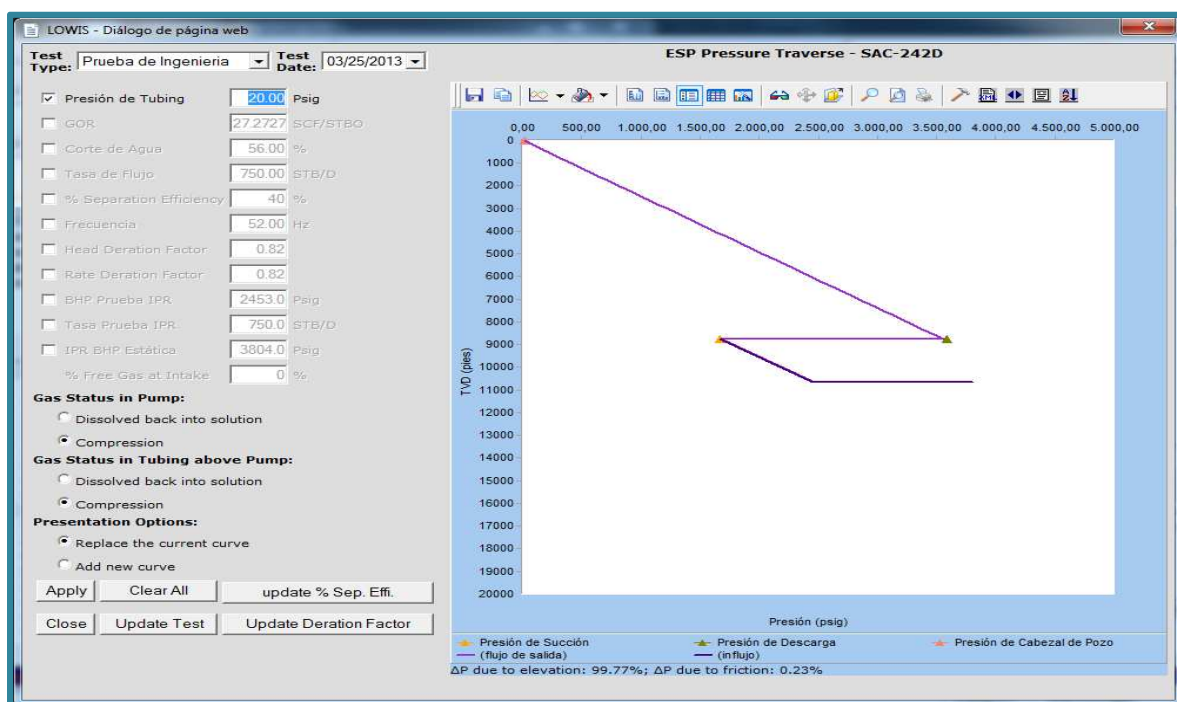 LOWIS - Diálogo de página web
Test Type: Prueba de Ingenieria Test Date: 03/25/2013
ESP Pressure Traverse - SAC-242D
Presión de Tubing 20.00 Psig
GOR 27.2727 SCF/STBO
Corte de Agua 56.00 %
Tasa de Flujo 750.00 STB/D
% Separation Efficiency 40 %
Frecuencia 52.00 Hz
Head Deration Factor 0.82
Rate Deration Factor 0.82
BHP Prueba IPR 2453.0 Psig
Tasa Prueba IPR 750.0 STB/D
IPR BHP Estática 3804.0 Psig
% Free Gas at Intake 0 %
Gas Status in Pump:
Dissolved back into solution
Compression
Gas Status in Tubing above Pump:
Dissolved back into solution
Compression
Presentation Options:
Replace the current curve
Add new curve
Apply Clear All update % Sep. Effi.
Close Update Test Update Deration Factor
0,00 500,00 1.000,00 1.500,00 2.000,00 2.500,00 3.000,00 3.500,00 4.000,00 4.500,00 5.000,00
0
1000
2000
3000
4000
5000
6000
7000
8000
9000
10000
11000
12000
13000
14000
15000
16000
17000
18000
19000
20000
TVD (pies)
Presión (psig)
Presión de Succión Presión de Descarga Presión de Cabezal de Pozo
(flujo de salida) (influjo)
ΔP due to elevation: 99.77%; ΔP due to friction: 0.23%